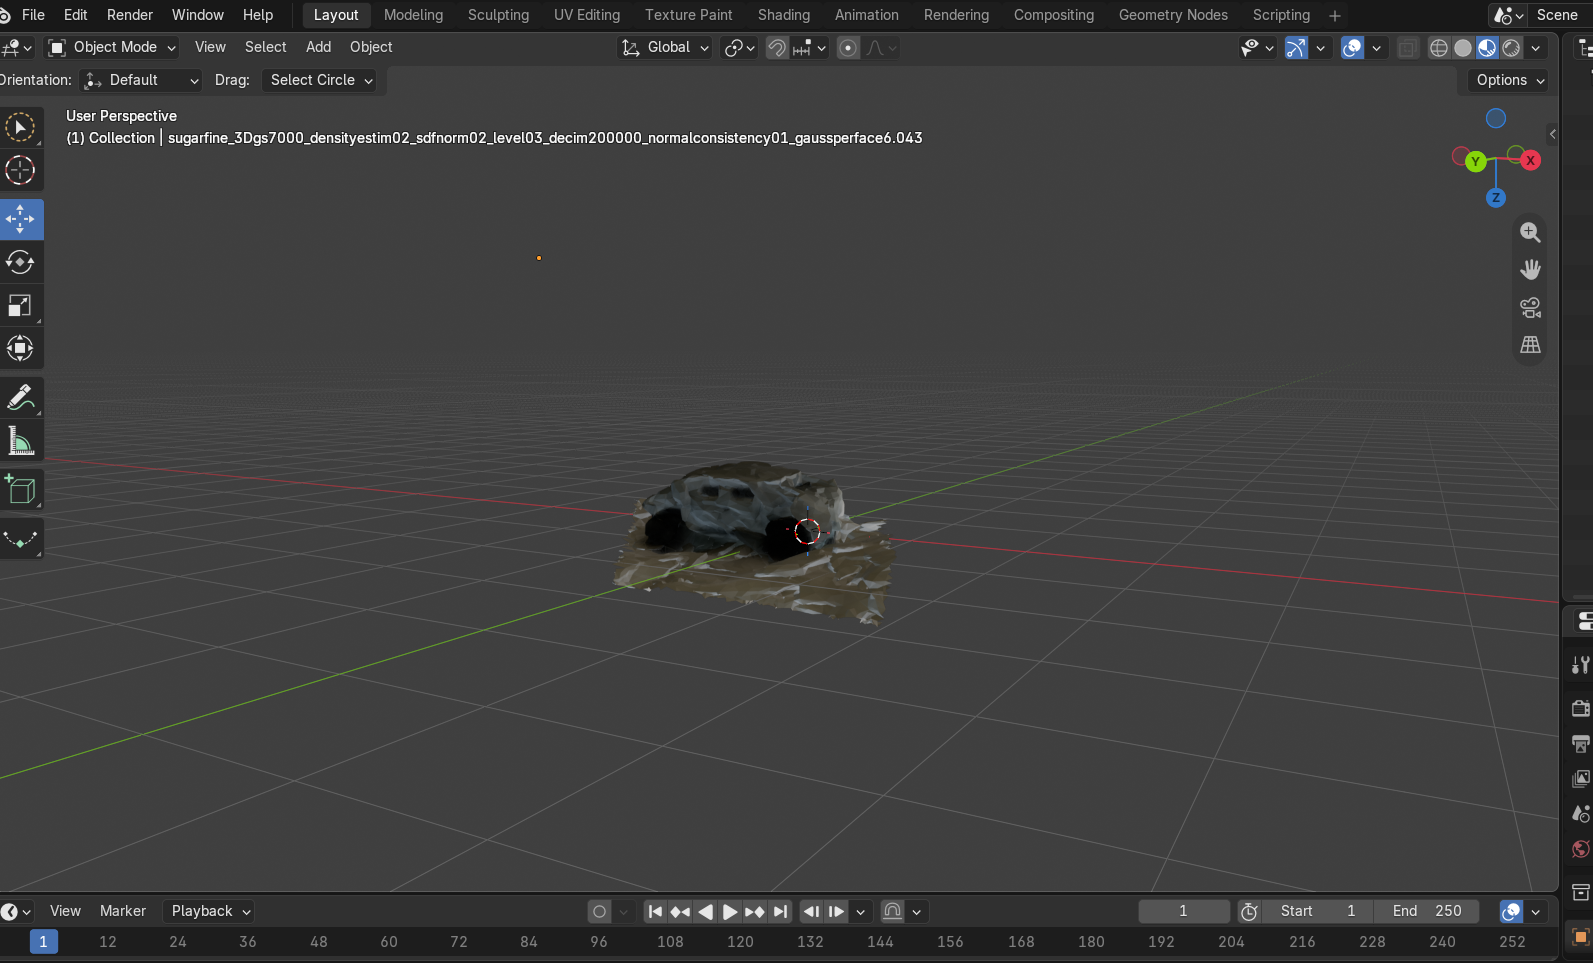 File Edit Render Window Help Layout Modeling Sculpting UV Editing Texture Paint Shading Animation Rendering Compositing Geometry Nodes Scripting + Scene
Object Mode View Select Add Object Global
Orientation: Default Drag: Select Circle Options
User Perspective
(1) Collection | sugarfine_3Dgs7000_densityestim02_sdfnorm02_level03_decim200000_normalconsistency01_gaussperface6.043
Y X
Z
View Marker Playback 1 Start 1 End 250
1 12 24 36 48 60 72 84 96 108 120 132 144 156 168 180 192 204 216 228 240 252